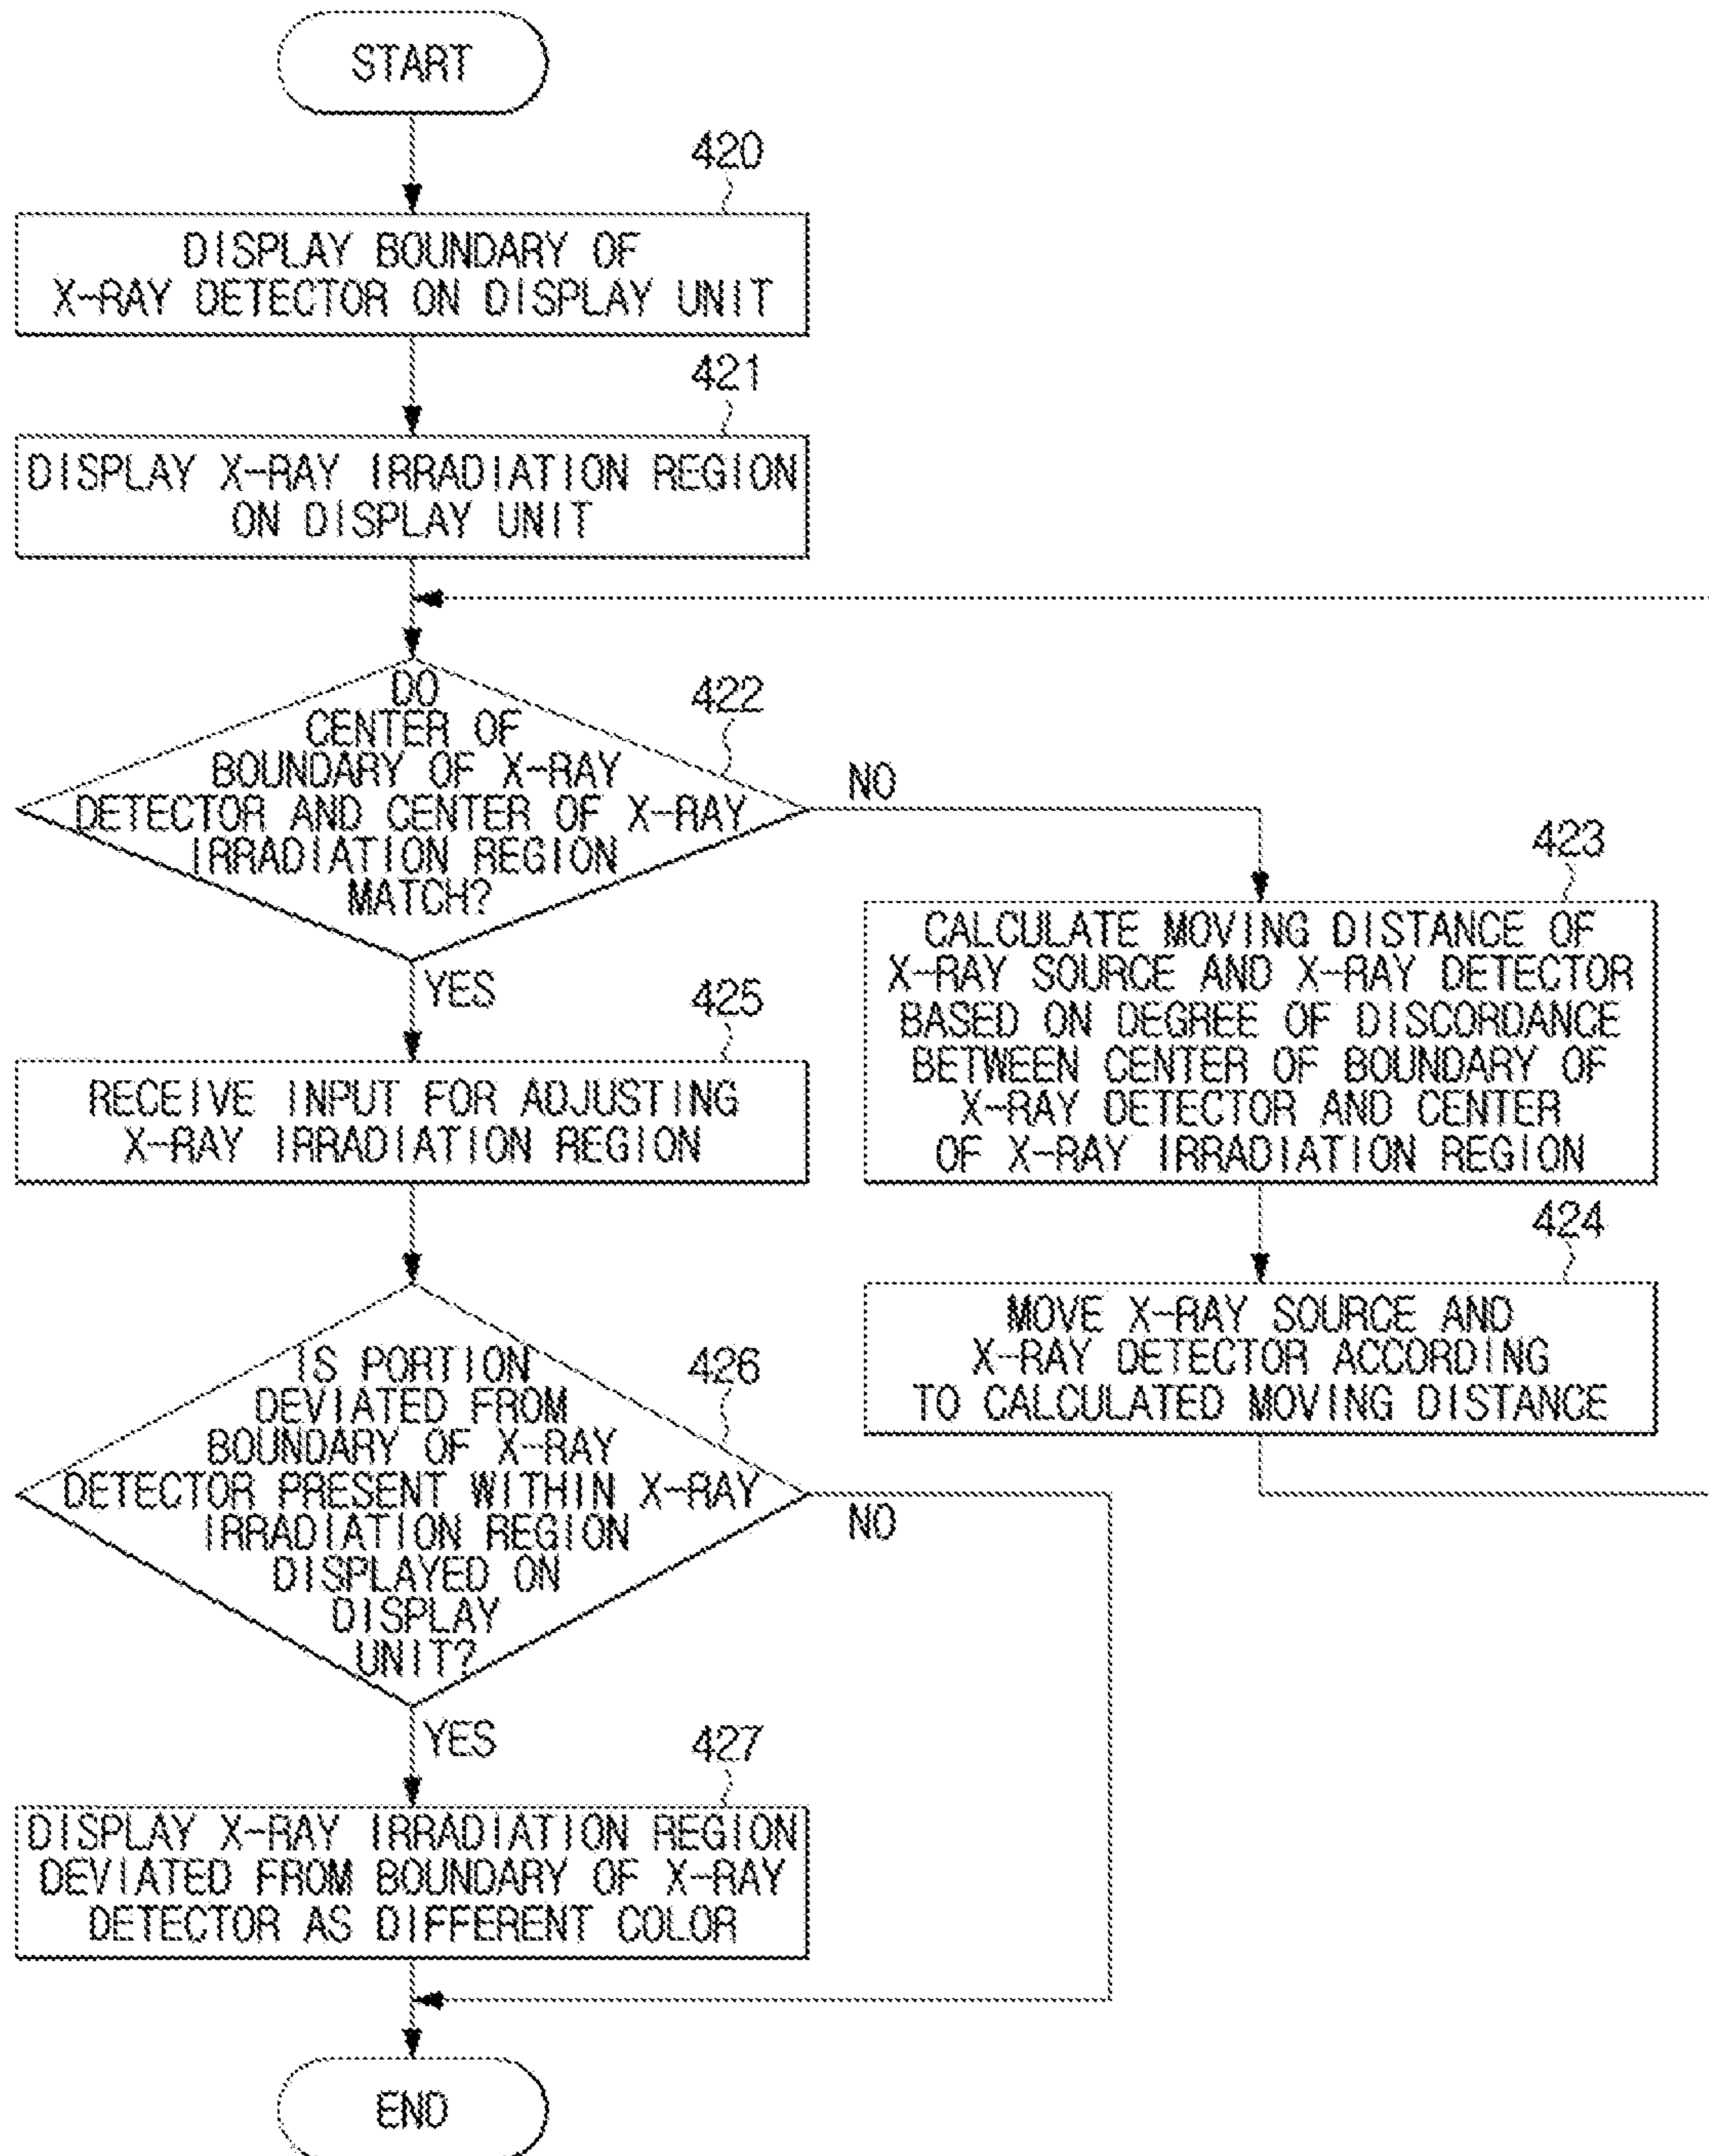 START
420
DISPLAY BOUNDARY OF
X-RAY DETECTOR ON DISPLAY UNIT
421
DISPLAY X-RAY IRRADIATION REGION
ON DISPLAY UNIT
422
DO
CENTER OF
BOUNDARY OF X-RAY
DETECTOR AND CENTER OF X-RAY
IRRADIATION REGION
MATCH?
NO
YES
423
CALCULATE MOVING DISTANCE OF
X-RAY SOURCE AND X-RAY DETECTOR
BASED ON DEGREE OF DISCORDANCE
BETWEEN CENTER OF BOUNDARY OF
X-RAY DETECTOR AND CENTER
OF X-RAY IRRADIATION REGION
424
MOVE X-RAY SOURCE AND
X-RAY DETECTOR ACCORDING
TO CALCULATED MOVING DISTANCE
425
RECEIVE INPUT FOR ADJUSTING
X-RAY IRRADIATION REGION
426
IS PORTION
DEVIATED FROM
BOUNDARY OF X-RAY
DETECTOR PRESENT WITHIN X-RAY
IRRADIATION REGION
DISPLAYED ON
DISPLAY
UNIT?
NO
YES
427
DISPLAY X-RAY IRRADIATION REGION
DEVIATED FROM BOUNDARY OF X-RAY
DETECTOR AS DIFFERENT COLOR
END